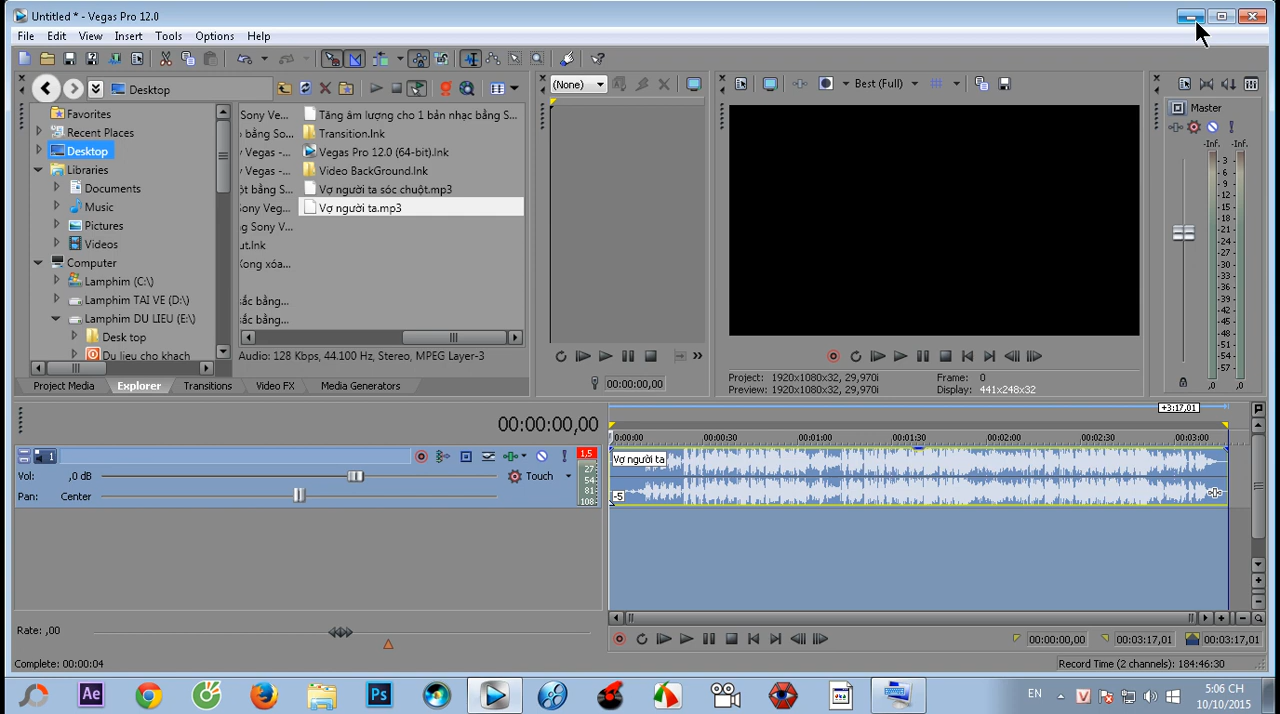 Untitled * - Vegas Pro 12.0
File Edit View Insert Tools Options Help
Desktop
(None)
Best (Full)
Favorites
Recent Places
Desktop
Libraries
Documents
Music
Pictures
Videos
Computer
Lamphim (C:\)
Lamphim TAI VE (D:\)
Lamphim DU LIEU (E:\)
Desk top
Du lieu cho khach
Sony Ve...
bằng So...
y Vegas -...
Vegas -...
ột bằng S...
Sony Veg...
ng Sony V...
ut.lnk
Xong xóa...
sắc bằng...
sắc bằng...
Tăng âm lượng cho 1 bản nhạc bằng S...
Transition.lnk
Vegas Pro 12.0 (64-bit).lnk
Video BackGround.lnk
Vợ người ta sóc chuột.mp3
Vợ người ta.mp3
Audio: 128 Kbps, 44.100 Hz, Stereo, MPEG Layer-3
Project Media Explorer Transitions Video FX Media Generators
00:00:00,00
Project: 1920x1080x32, 29,970i
Preview: 1920x1080x32, 29,970i
Frame: 0
Display: 441x248x32
Master
-Inf. -Inf.
- 3 -
- 6 -
- 9 -
-12-
-15-
-18-
-21-
-24-
-27-
-30-
-33-
-36-
-39-
-42-
-45-
-48-
-51-
-54-
-57-
,0 ,0
00:00:00,00
+3:17,01
0:00:00 00:00:30 00:01:00 00:01:30 00:02:00 00:02:30 00:03:00
1
Vol: ,0 dB
Touch
Pan: Center
1,5
27
54
81
108
Vợ người ta
-5
Rate: ,00
00:00:00,00 00:03:17,01 00:03:17,01
Complete: 00:00:04
Record Time (2 channels): 184:46:30
Ae
Ps
EN
V
5:06 CH
10/10/2015